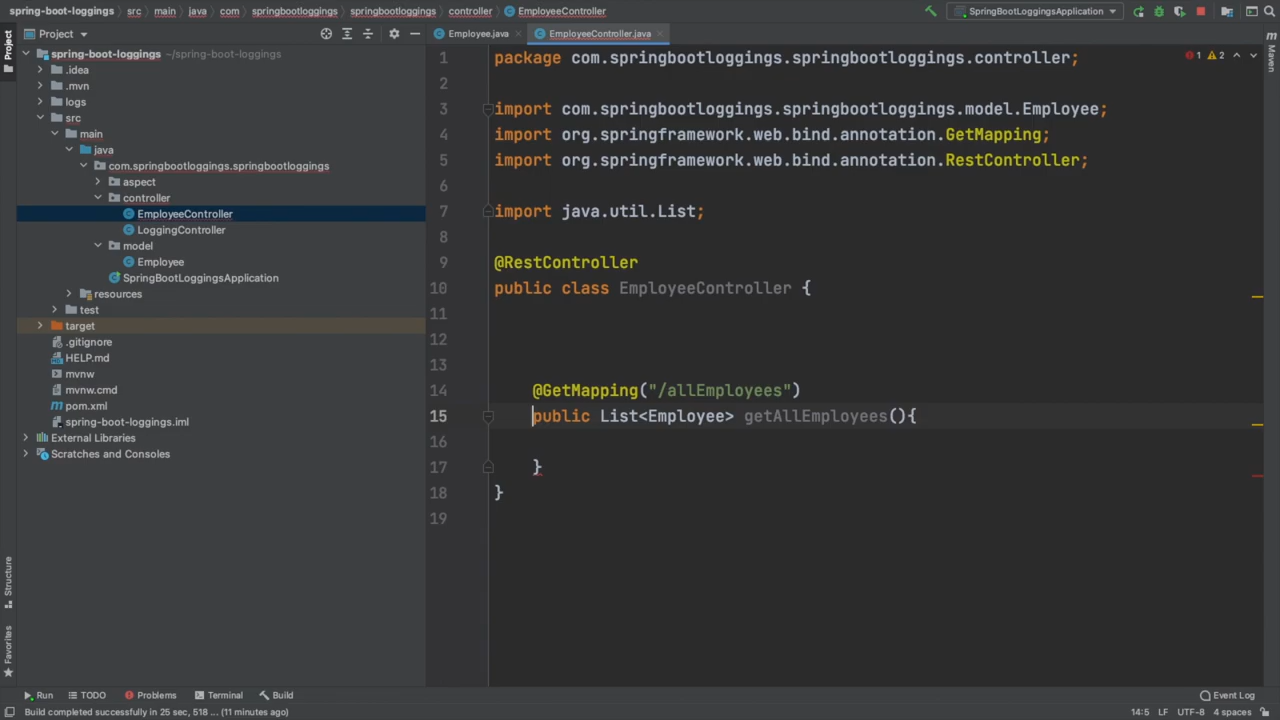 spring-boot-loggings src main java com springbootloggings springbootloggings controller EmployeeController SpringBootLoggingsApplication
Project Employee.java EmployeeController.java
spring-boot-loggings ~/spring-boot-loggings
.idea
.mvn
logs
src
main
java
com.springbootloggings.springbootloggings
aspect
controller
EmployeeController
LoggingController
model
Employee
SpringBootLoggingsApplication
resources
test
target
.gitignore
HELP.md
mvnw
mvnw.cmd
pom.xml
spring-boot-loggings.iml
External Libraries
Scratches and Consoles
1 package com.springbootloggings.springbootloggings.controller;
2
3 import com.springbootloggings.springbootloggings.model.Employee;
4 import org.springframework.web.bind.annotation.GetMapping;
5 import org.springframework.web.bind.annotation.RestController;
6
7 import java.util.List;
8
9 @RestController
10 public class EmployeeController {
11
12
13
14 @GetMapping("/allEmployees")
15 public List<Employee> getAllEmployees(){
16
17 }
18 }
19
1 2
Project
Structure
Favorites
Maven
Run TODO Problems Terminal Build Event Log
Build completed successfully in 25 sec, 518 ... (11 minutes ago) 14:5 LF UTF-8 4 spaces